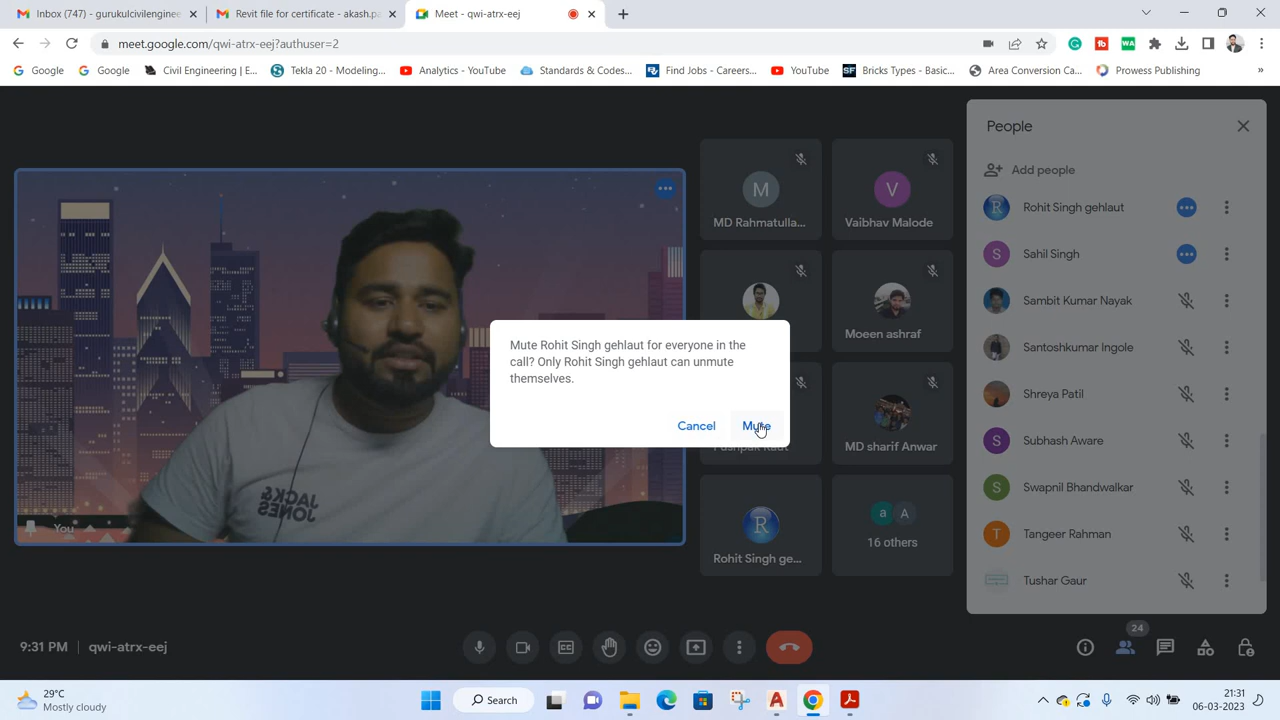 Inbox (747) - gurukulcivilenginee
Revit file for certificate - akash.pa
Meet - qwi-atrx-eej
meet.google.com/qwi-atrx-eej?authuser=2
Google
Google
Civil Engineering | E...
Tekla 20 - Modeling...
Analytics - YouTube
Standards & Codes...
Find Jobs - Careers...
YouTube
Bricks Types - Basic...
Area Conversion Ca...
Prowess Publishing
»
People
Add people
M
MD Rahmatulla...
V
Vaibhav Malode
Moeen ashraf
MD sharif Anwar
R
Rohit Singh ge...
a A
16 others
R Rohit Singh gehlaut
S Sahil Singh
Sambit Kumar Nayak
Santoshkumar Ingole
Shreya Patil
S Subhash Aware
S Swapnil Bhandwalkar
T Tangeer Rahman
Tushar Gaur
Mute Rohit Singh gehlaut for everyone in the
call? Only Rohit Singh gehlaut can unmute
themselves.
Cancel
Mute
JACKS
JONES
You
9:31 PM | qwi-atrx-eej
24
29°C
Mostly cloudy
Search
21:31
06-03-2023